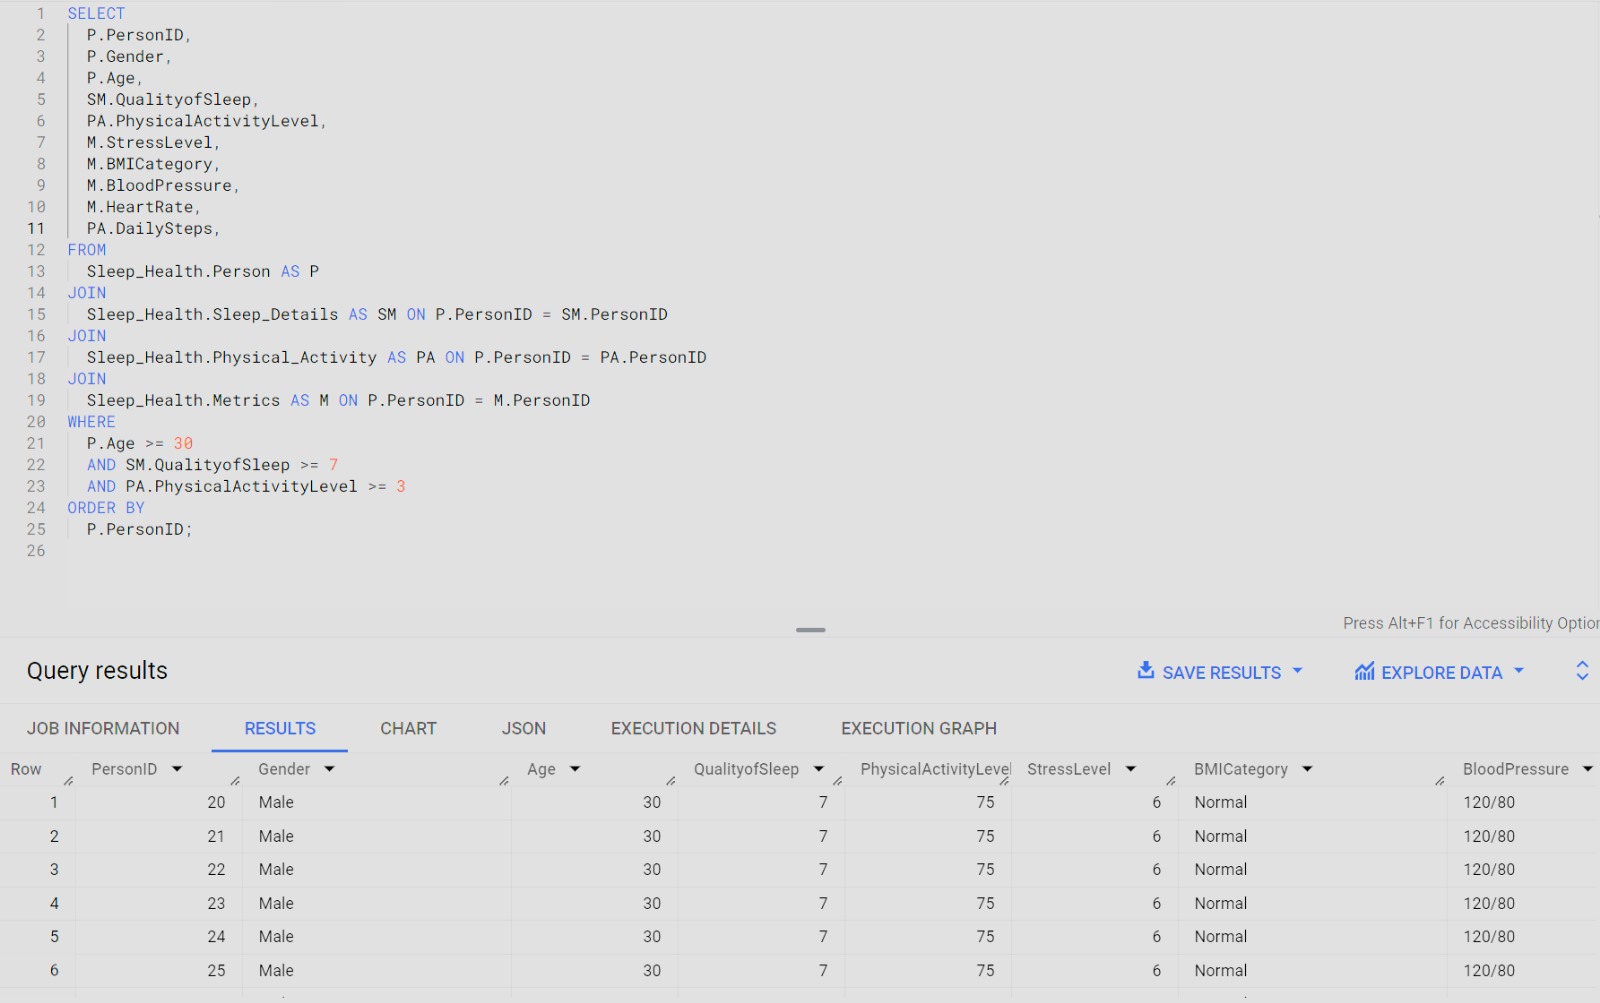 1 SELECT
2 P.PersonID,
3 P.Gender,
4 P.Age,
5 SM.QualityofSleep,
6 PA.PhysicalActivityLevel,
7 M.StressLevel,
8 M.BMICategory,
9 M.BloodPressure,
10 M.HeartRate,
11 PA.DailySteps,
12 FROM
13 Sleep_Health.Person AS P
14 JOIN
15 Sleep_Health.Sleep_Details AS SM ON P.PersonID = SM.PersonID
16 JOIN
17 Sleep_Health.Physical_Activity AS PA ON P.PersonID = PA.PersonID
18 JOIN
19 Sleep_Health.Metrics AS M ON P.PersonID = M.PersonID
20 WHERE
21 P.Age >= 30
22 AND SM.QualityofSleep >= 7
23 AND PA.PhysicalActivityLevel >= 3
24 ORDER BY
25 P.PersonID;
26
Press Alt+F1 for Accessibility Optior
Query results SAVE RESULTS EXPLORE DATA
JOB INFORMATION RESULTS CHART JSON EXECUTION DETAILS EXECUTION GRAPH
Row PersonID Gender Age QualityofSleep PhysicalActivityLevel StressLevel BMICategory BloodPressure
1 20 Male 30 7 75 6 Normal 120/80
2 21 Male 30 7 75 6 Normal 120/80
3 22 Male 30 7 75 6 Normal 120/80
4 23 Male 30 7 75 6 Normal 120/80
5 24 Male 30 7 75 6 Normal 120/80
6 25 Male 30 7 75 6 Normal 120/80